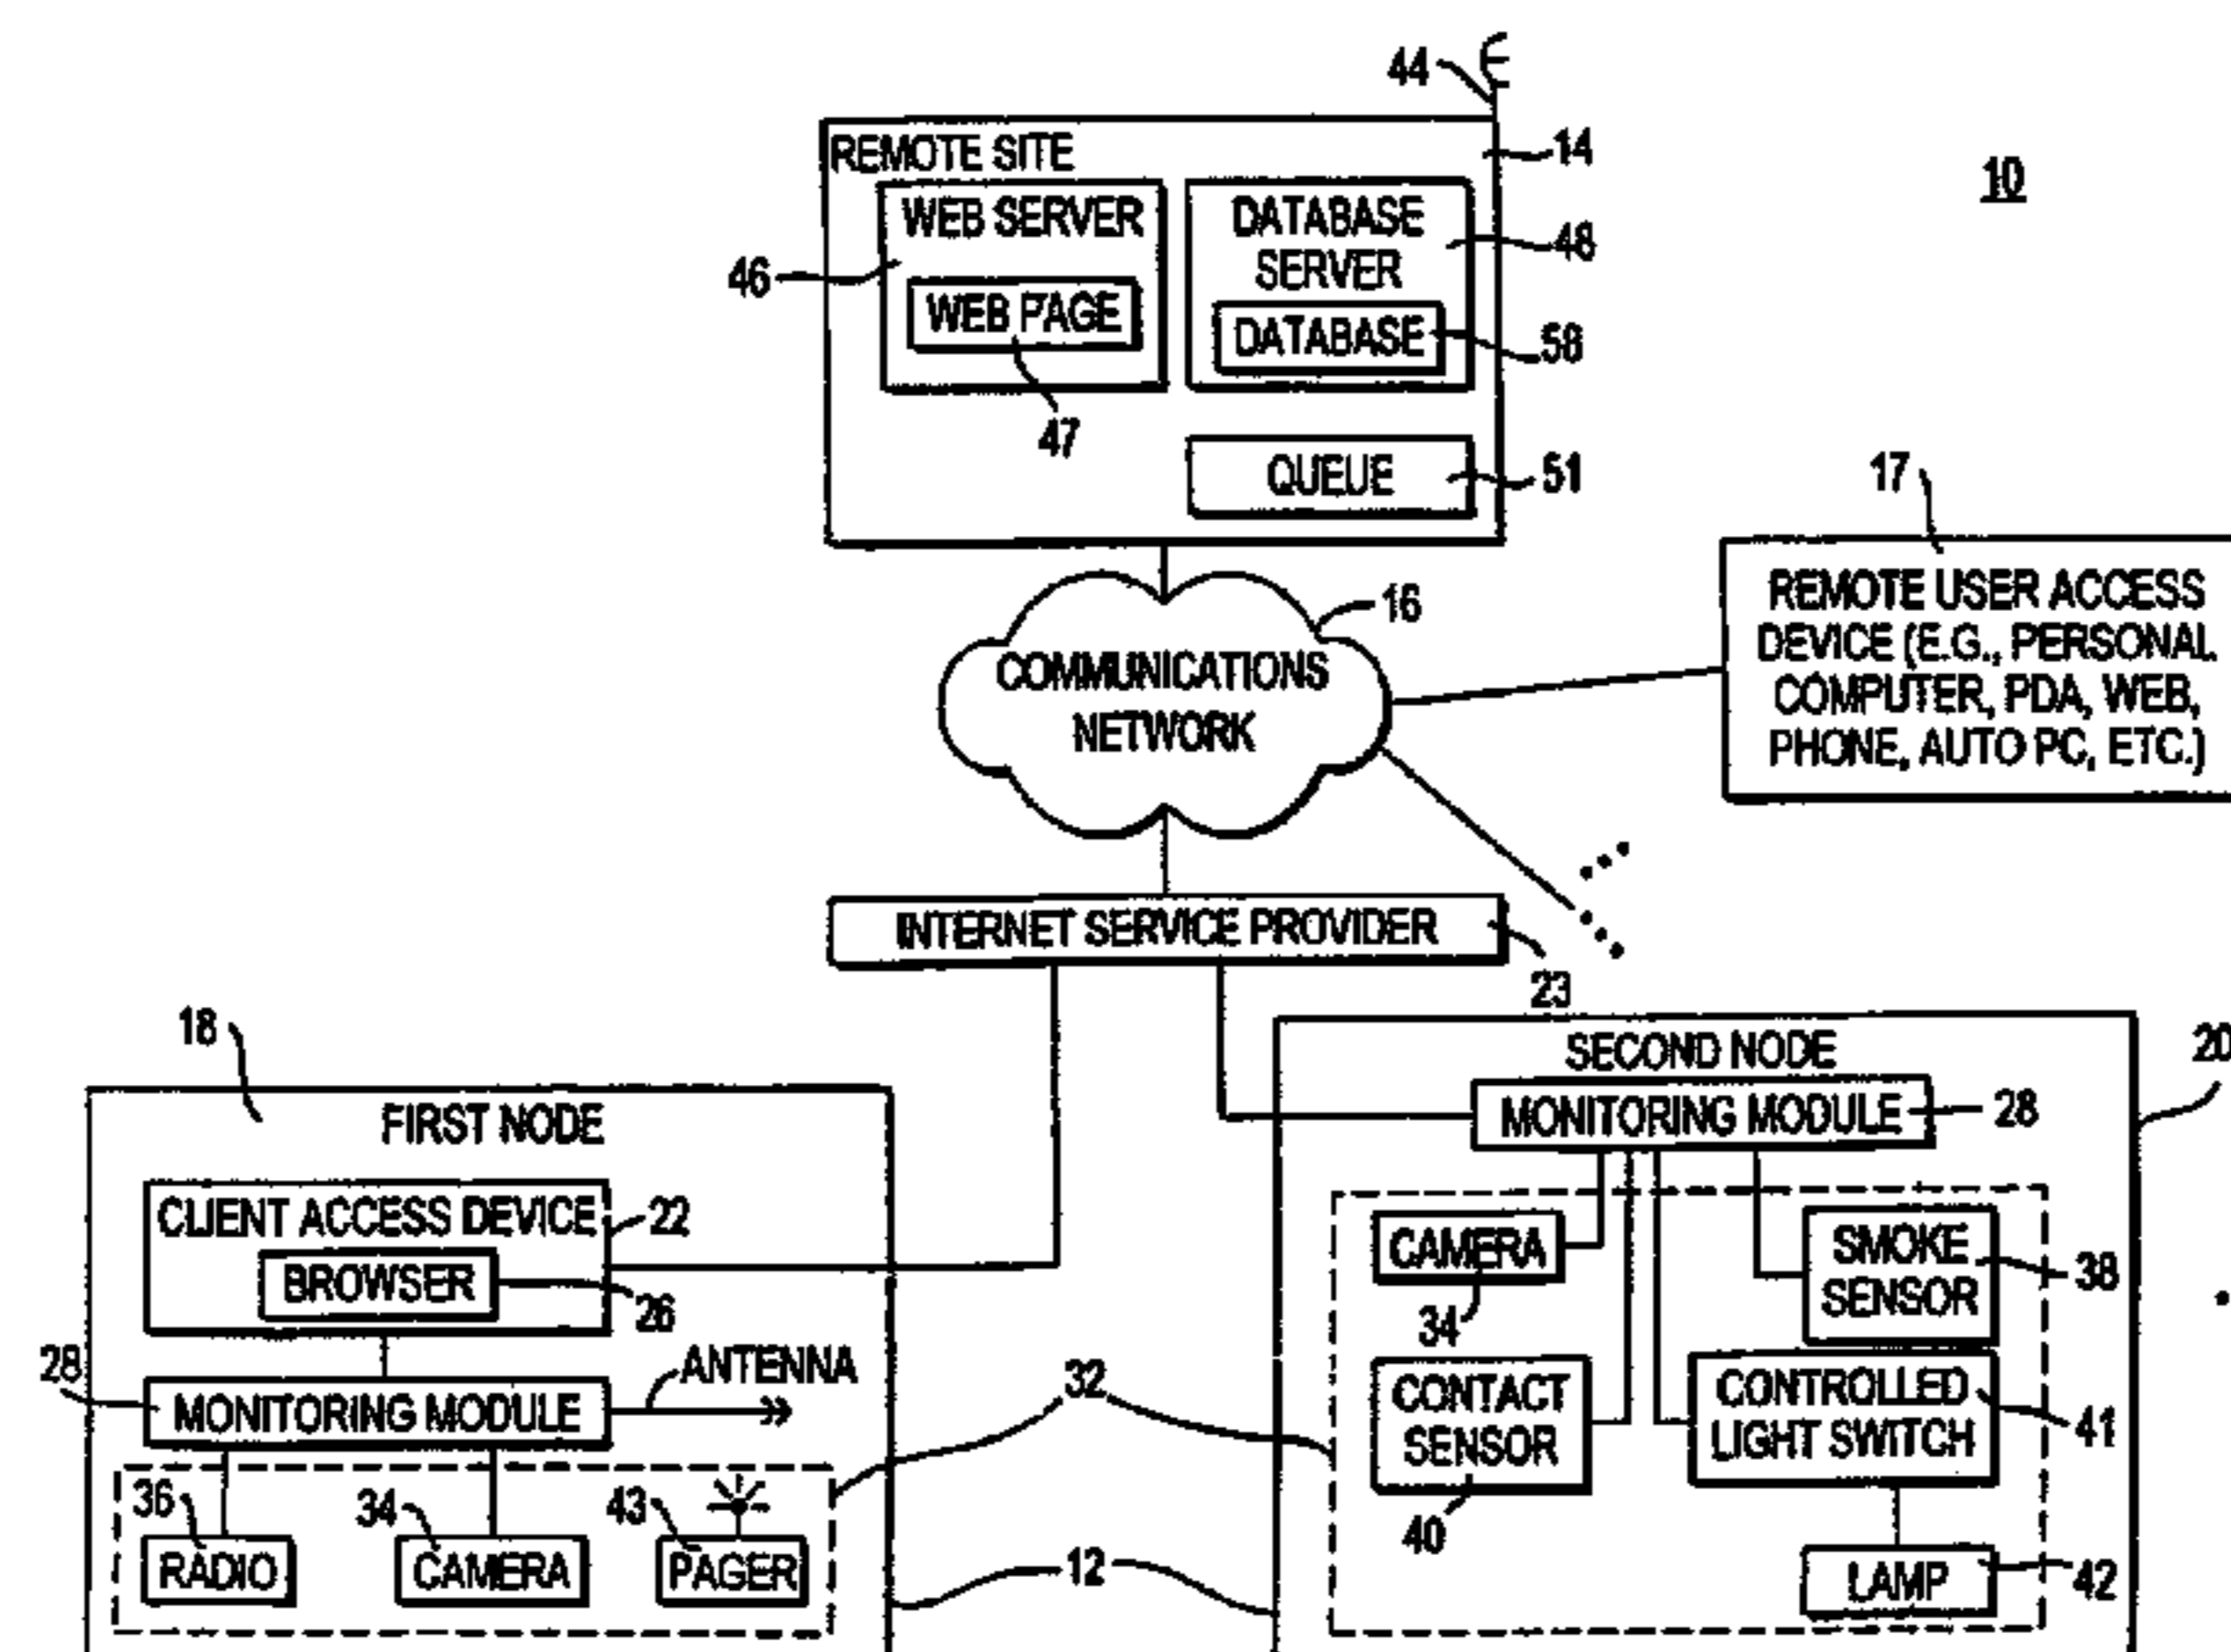 44
REMOTE SITE
14
10
WEB SERVER
DATABASE
SERVER
48
46
WEB PAGE
DATABASE
58
47
QUEUE
51
17
16
REMOTE USER ACCESS
DEVICE (E.G., PERSONAL
COMPUTER, PDA, WEB,
PHONE, AUTO PC, ETC.)
COMMUNICATIONS
NETWORK
INTERNET SERVICE PROVIDER
23
18
FIRST NODE
SECOND NODE
20
MONITORING MODULE
28
CLIENT ACCESS DEVICE
22
BROWSER
26
CAMERA
34
SMOKE
SENSOR
38
28
MONITORING MODULE
ANTENNA
32
CONTACT
SENSOR
40
CONTROLLED
LIGHT SWITCH
41
36
34
43
RADIO
CAMERA
PAGER
12
LAMP
42